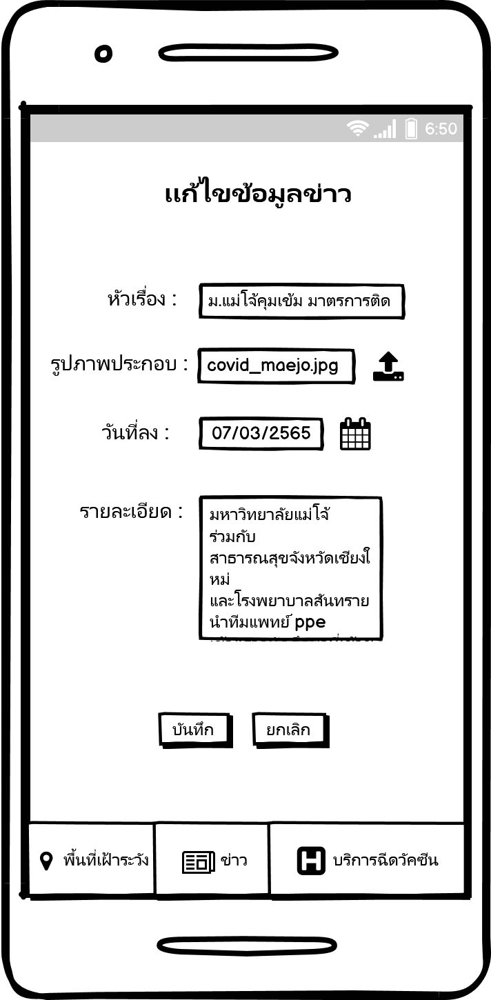 6:50
แก้ไขข้อมูลข่าว
หัวเรื่อง : ม.แม่โจ้คุมเข้ม มาตรการติด
รูปภาพประกอบ : covid_maejo.jpg
วันที่ลง : 07/03/2565
รายละเอียด : มหาวิทยาลัยแม่โจ้
ร่วมกับ
สาธารณสุขจังหวัดเชียงใ
หม่
และโรงพยาบาลสันทราย
นำทีมแพทย์ ppe
บันทึก ยกเลิก
พื้นที่เฝ้าระวัง ข่าว H บริการฉีดวัคซีน